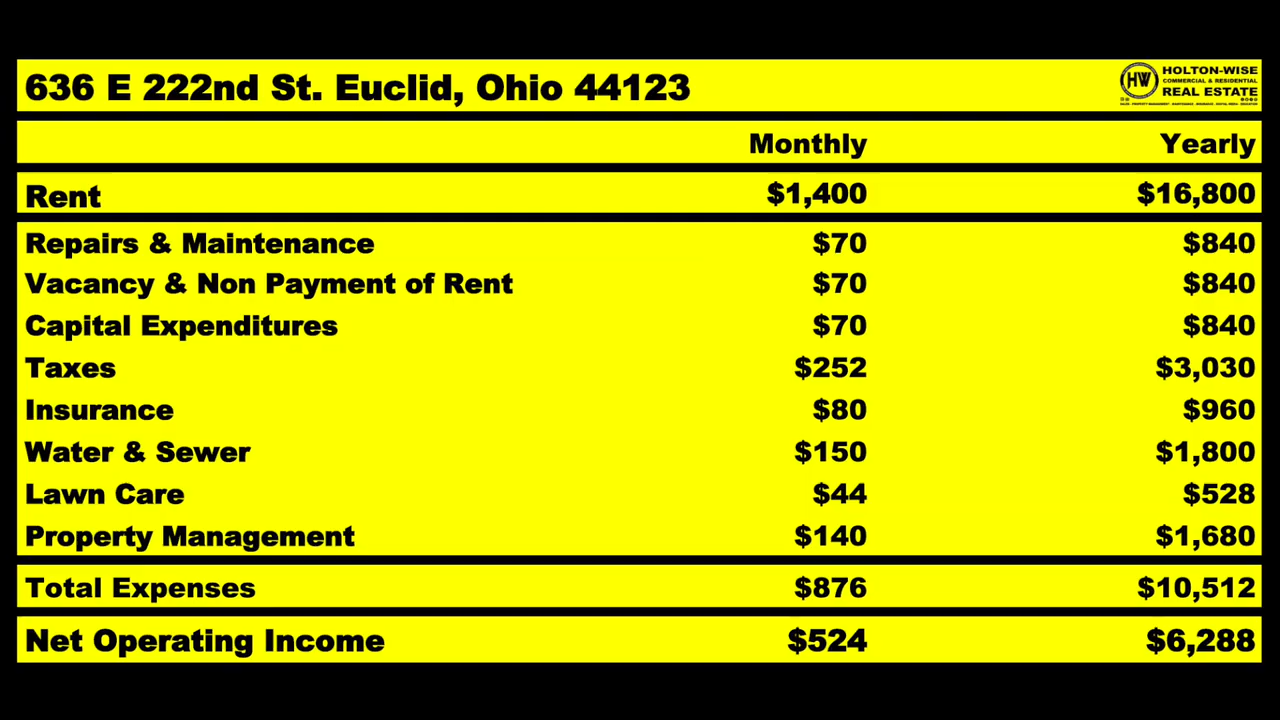 636 E 222nd St. Euclid, Ohio 44123
HW
HOLTON-WISE
COMMERCIAL & RESIDENTIAL
REAL ESTATE
Monthly Yearly
Rent $1,400 $16,800
Repairs & Maintenance $70 $840
Vacancy & Non Payment of Rent $70 $840
Capital Expenditures $70 $840
Taxes $252 $3,030
Insurance $80 $960
Water & Sewer $150 $1,800
Lawn Care $44 $528
Property Management $140 $1,680
Total Expenses $876 $10,512
Net Operating Income $524 $6,288